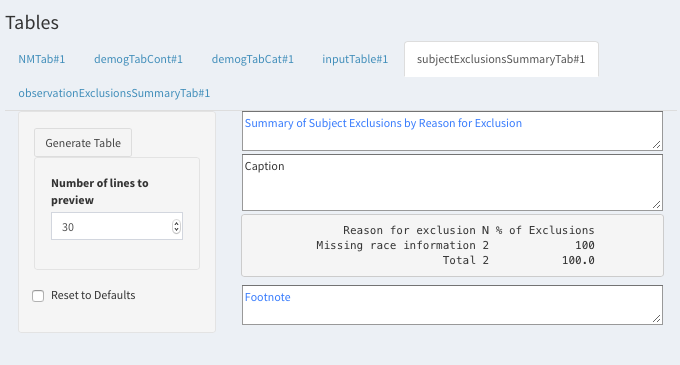 Tables
NMTab#1 demogTabCont#1 demogTabCat#1 inputTable#1 subjectExclusionsSummaryTab#1
observationExclusionsSummaryTab#1
Generate Table
Number of lines to
preview
30
Reset to Defaults
Summary of Subject Exclusions by Reason for Exclusion
Caption
Reason for exclusion N % of Exclusions
Missing race information 2 100
Total 2 100.0
Footnote